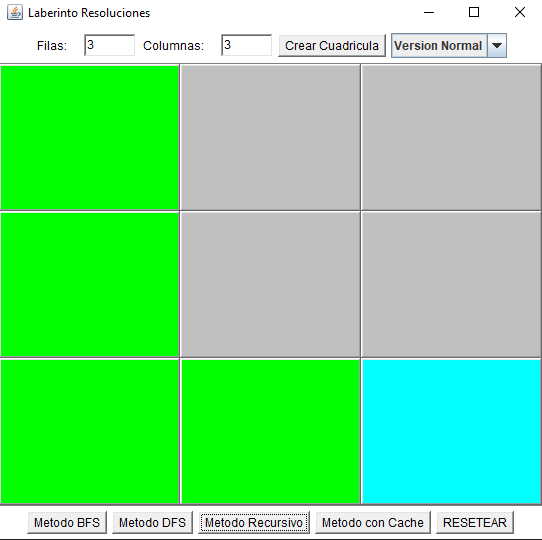 Laberinto Resoluciones
Filas: 3 Columnas: 3 Crear Cuadricula Version Normal
Metodo BFS Metodo DFS Metodo Recursivo Metodo con Cache RESETEAR